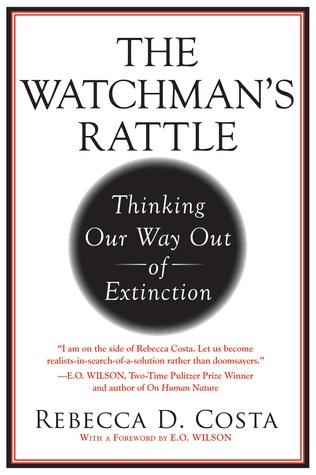 THE
WATCHMAN'S
RATTLE
Thinking
Our Way Out
of
Extinction
"I am on the side of Rebecca Costa. Let us become
realists-in-search-of-a-solution rather than doomsayers."
—E.O. WILSON, Two-Time Pulitzer Prize Winner
and author of On Human Nature
REBECCA D. COSTA
WITH A FOREWORD BY E.O. WILSON